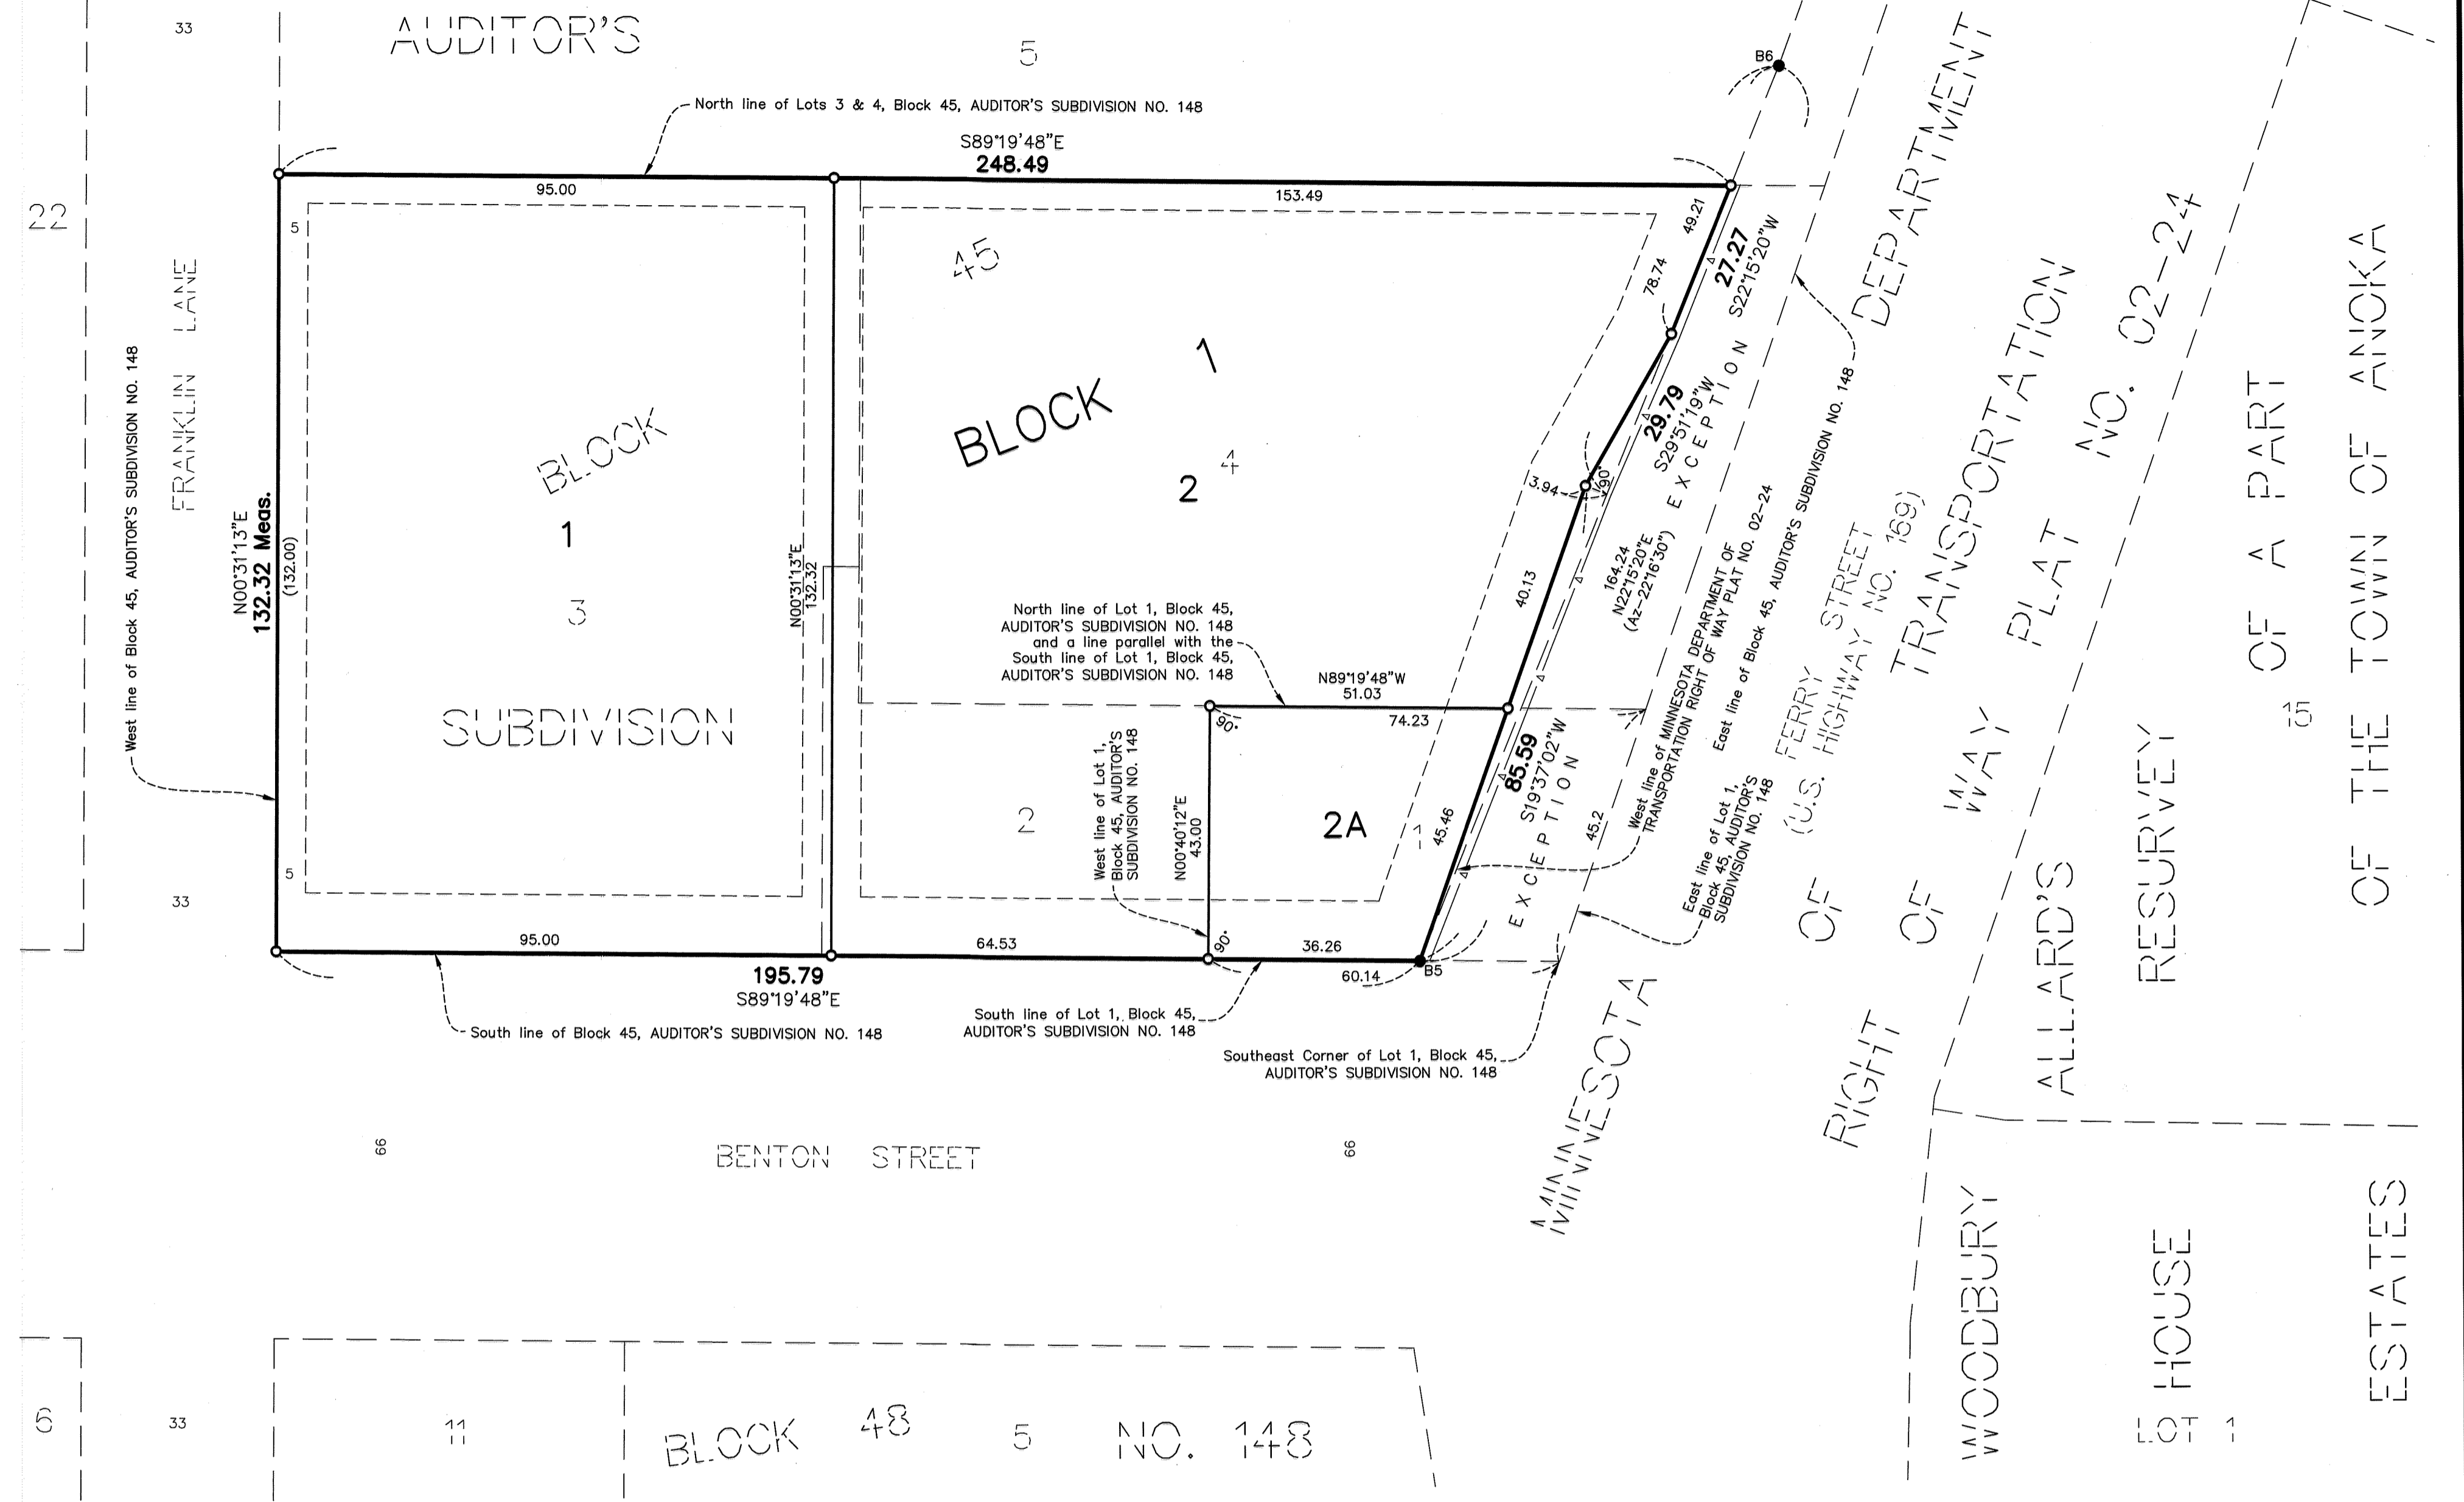 AUDITOR'S
5
33
22
FRANKLIN LANE
33
North line of Lots 3 & 4, Block 45, AUDITOR'S SUBDIVISION NO. 148
S89°19'48"E
248.49
95.00
153.49
B6
5
45
49.21
27.27
S22°15'20"W
78.74
1
BLOCK
BLOCK
1
4
2
3
29.79
S29°51'19"W
EXCEPTION
3.94
90°
West line of Block 45, AUDITOR'S SUBDIVISION NO. 148
N00°31'13"E
132.32 Meas.
(132.00)
N00°31'13"E
132.32
40.13
164.24
N22°15'20"E
(Az-22°16'30")
North line of Lot 1, Block 45,
AUDITOR'S SUBDIVISION NO. 148
and a line parallel with the
South line of Lot 1, Block 45,
AUDITOR'S SUBDIVISION NO. 148
N89°19'48"W
51.03
74.23
90°
SUBDIVISION
2
West line of Lot 1,
Block 45, AUDITOR'S
SUBDIVISION NO. 148
N00°40'12"E
43.00
2A
1
45.46
85.59
S19°37'02"W
EXCEPTION
45.2
West line of MINNESOTA DEPARTMENT OF
TRANSPORTATION RIGHT OF WAY PLAT NO. 02-24
East line of Block 45, AUDITOR'S SUBDIVISION NO. 148
East line of Lot 1,
Block 45, AUDITOR'S
SUBDIVISION NO. 148
FERRY STREET
(U.S. HIGHWAY NO. 169)
5
95.00
64.53
90°
36.26
60.14
B5
195.79
S89°19'48"E
South line of Block 45, AUDITOR'S SUBDIVISION NO. 148
South line of Lot 1, Block 45,
AUDITOR'S SUBDIVISION NO. 148
Southeast Corner of Lot 1, Block 45,
AUDITOR'S SUBDIVISION NO. 148
66
BENTON STREET
66
MINNESOTA
DEPARTMENT
OF
TRANSPORTATION
RIGHT
OF
WAY
PLAT
NO. 02-24
ALLARD'S
RESURVEY
OF A PART
15
OF THE TOWN OF ANOKA
6
33
11
BLOCK 48
5
NO. 148
WOODBURY
HOUSE
ESTATES
LOT 1